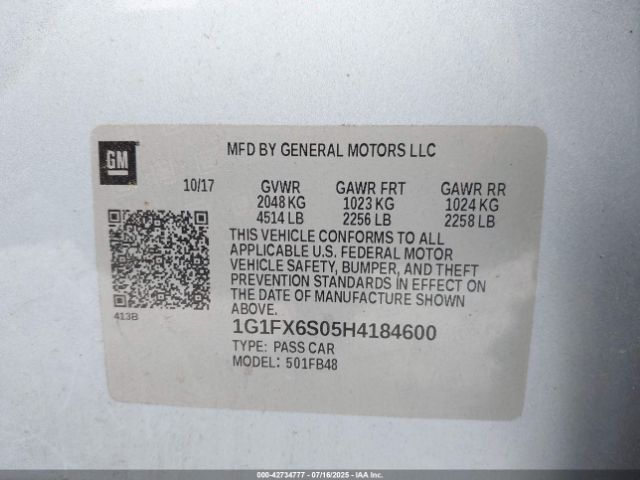 GM
MFD BY GENERAL MOTORS LLC
10/17 GVWR GAWR FRT GAWR RR
2048 KG 1023 KG 1024 KG
4514 LB 2256 LB 2258 LB
THIS VEHICLE CONFORMS TO ALL
APPLICABLE U.S. FEDERAL MOTOR
VEHICLE SAFETY, BUMPER, AND THEFT
PREVENTION STANDARDS IN EFFECT ON
THE DATE OF MANUFACTURE SHOWN
ABOVE.
413B
1G1FX6S05H4184600
TYPE: PASS CAR
MODEL: 501FB48
000-42734777 - 07/16/2025 - IAA Inc.